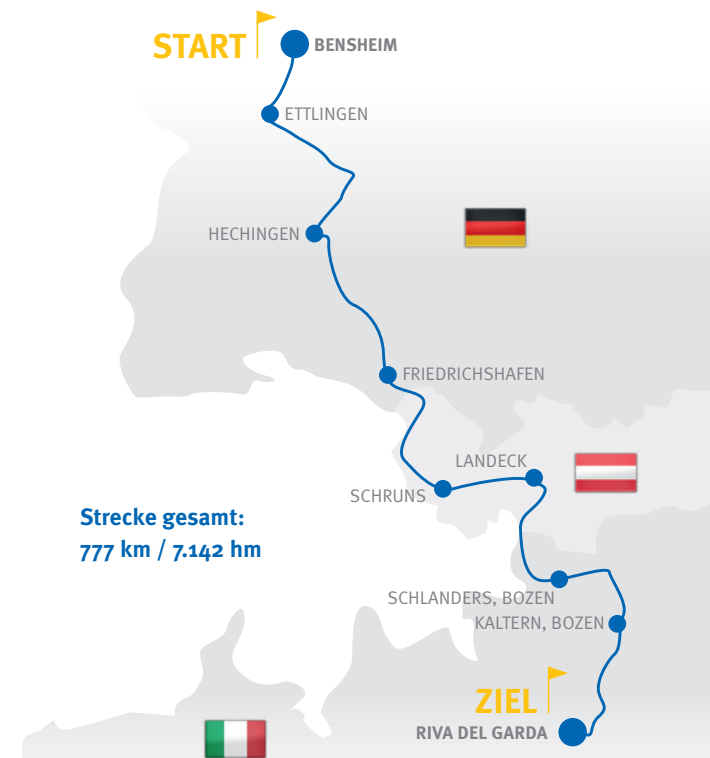 START
BENSHEIM
ETTLINGEN
HECHINGEN
FRIEDRICHSHAFEN
LANDECK
SCHRUNS
Strecke gesamt:
777 km / 7.142 hm
SCHLANDERS, BOZEN
KALTERN, BOZEN
ZIEL
RIVA DEL GARDA